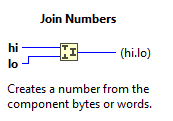 Join Numbers
hi
lo
(hi.lo)
Creates a number from the
component bytes or words.